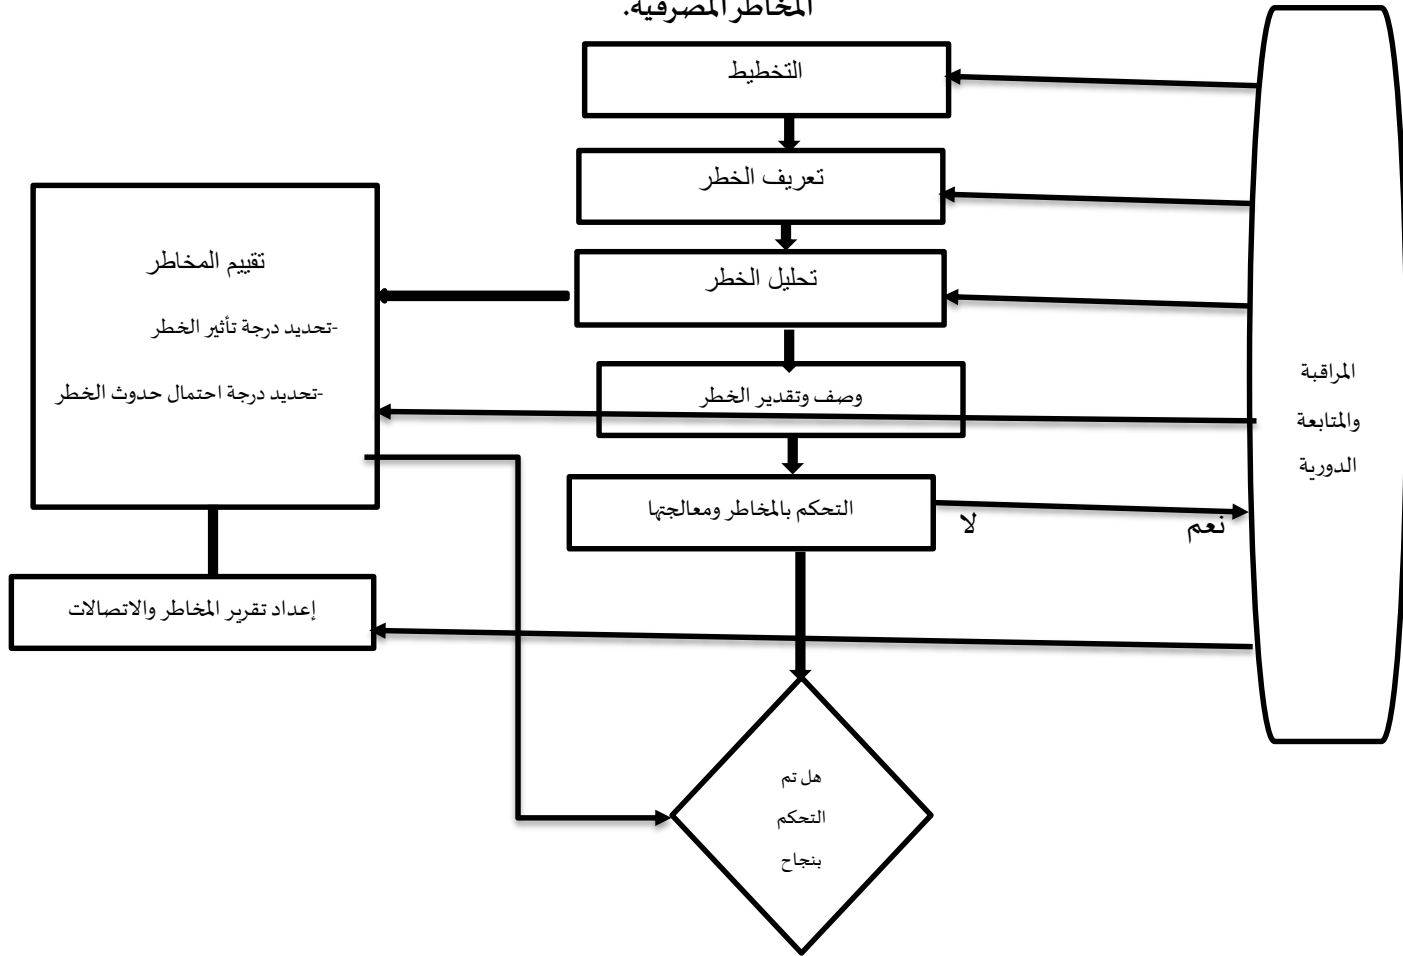 المخاطر المصرفية.
التخطيط
تعريف الخطر
تحليل الخطر
تقييم المخاطر
-تحديد درجة تأثير الخطر
-تحديد درجة احتمال حدوث الخطر
وصف وتقدير الخطر
المراقبة
والمتابعة
الدورية
التحكم بالمخاطر ومعالجتها
لا
نعم
إعداد تقرير المخاطر والاتصالات
هل تم
التحكم
بنجاح